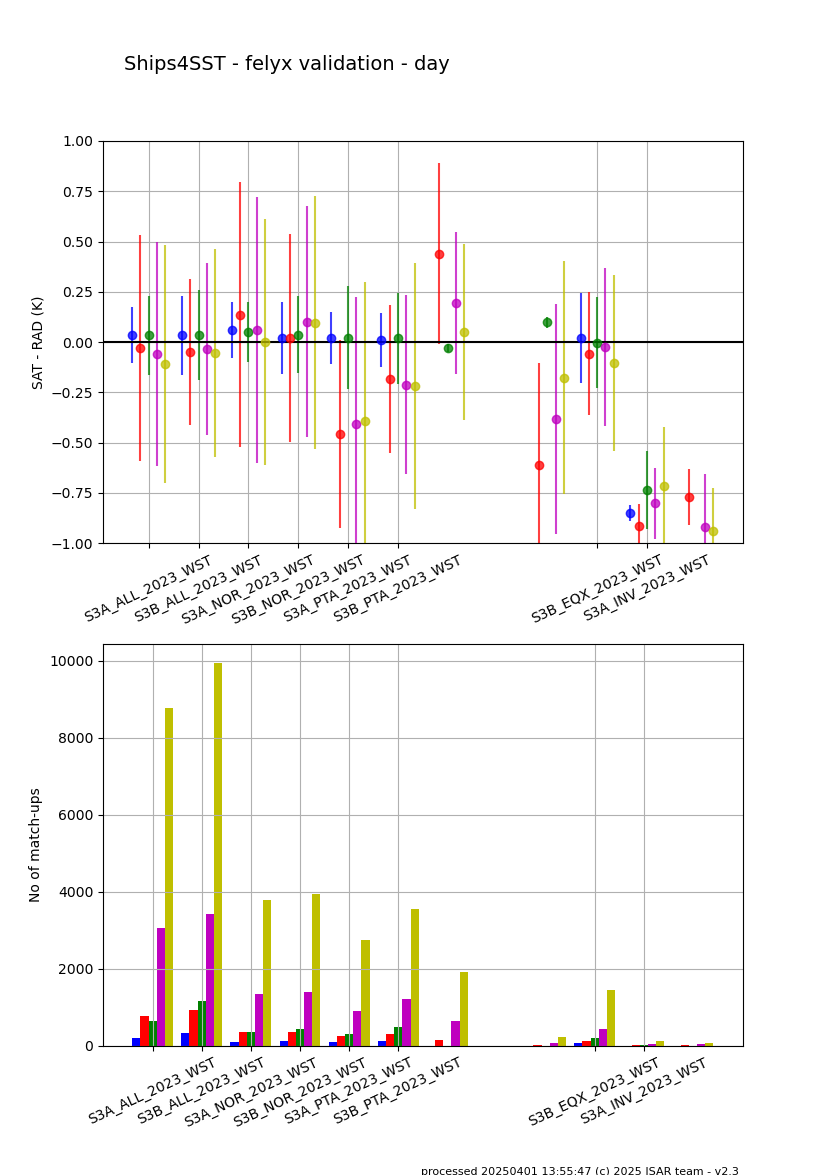 Ships4SST - felyx validation - day
SAT - RAD (K)
1.00
0.75
0.50
0.25
0.00
−0.25
−0.50
−0.75
−1.00
S3A_ALL_2023_WST
S3B_ALL_2023_WST
S3A_NOR_2023_WST
S3B_NOR_2023_WST
S3A_PTA_2023_WST
S3B_PTA_2023_WST
S3B_EQX_2023_WST
S3A_INV_2023_WST
No of match-ups
10000
8000
6000
4000
2000
0
S3A_ALL_2023_WST
S3B_ALL_2023_WST
S3A_NOR_2023_WST
S3B_NOR_2023_WST
S3A_PTA_2023_WST
S3B_PTA_2023_WST
S3B_EQX_2023_WST
S3A_INV_2023_WST
processed 20250401 13:55:47 (c) 2025 ISAR team - v2.3